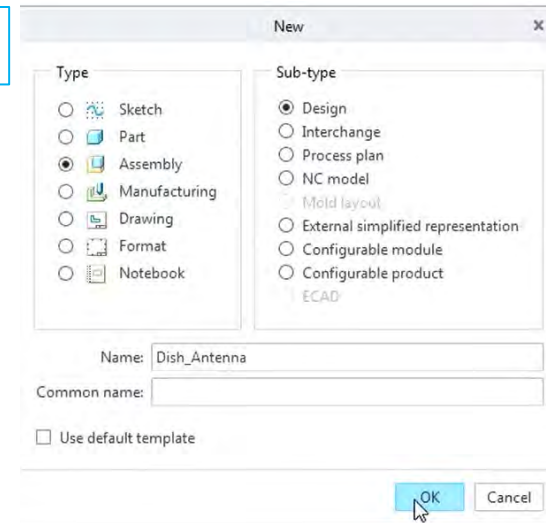 New
Type
Sketch
Part
Assembly
Manufacturing
Drawing
Format
Notebook
Sub-type
Design
Interchange
Process plan
NC model
Mold layout
External simplified representation
Configurable module
Configurable product
ECAD
Name: Dish_Antenna
Common name:
Use default template
OK Cancel